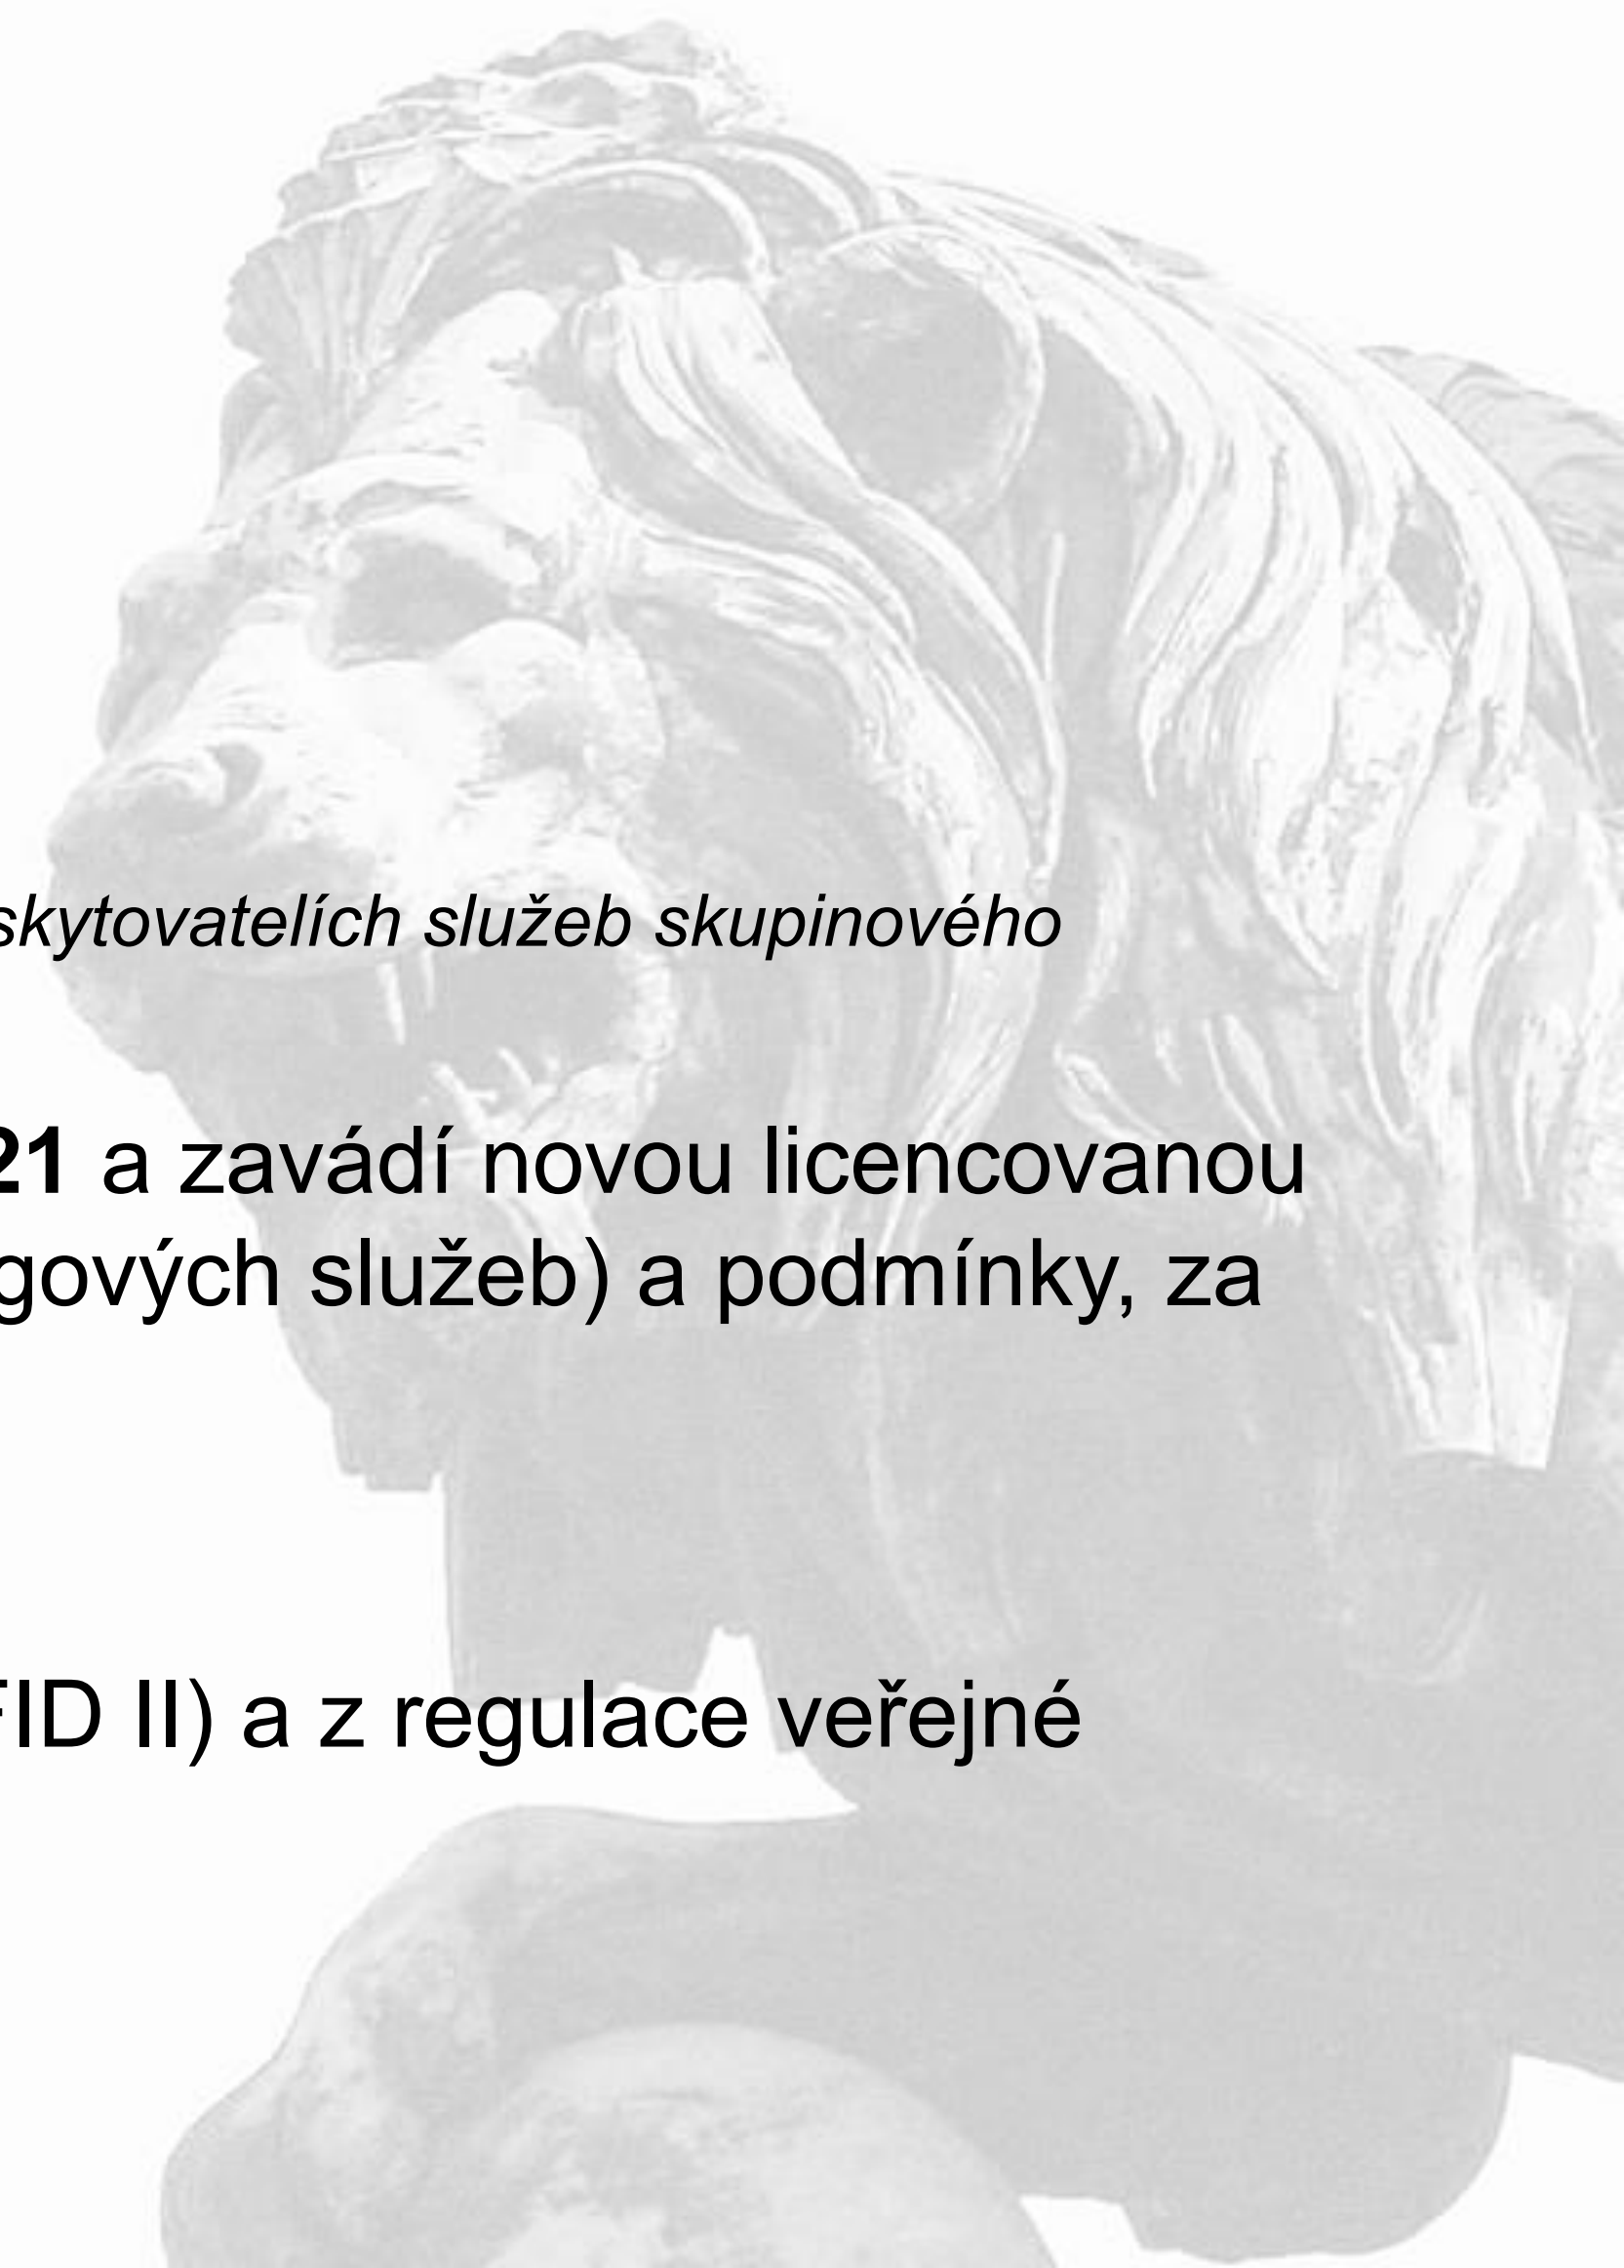 skytovatelích služeb skupinového
21 a zavádí novou licencovanou
gových služeb) a podmínky, za
FID II) a z regulace veřejné